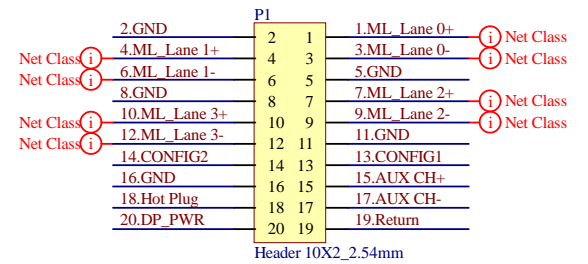 P1
2.GND 2 1 1.ML_Lane 0+ i Net Class
Net Class i 4.ML_Lane 1+ 4 3 3.ML_Lane 0- i Net Class
Net Class i 6.ML_Lane 1- 6 5 5.GND
8.GND 8 7 7.ML_Lane 2+ i Net Class
Net Class i 10.ML_Lane 3+ 10 9 9.ML_Lane 2- i Net Class
Net Class i 12.ML_Lane 3- 12 11 11.GND
14.CONFIG2 14 13 13.CONFIG1
16.GND 16 15 15.AUX CH+
18.Hot Plug 18 17 17.AUX CH-
20.DP_PWR 20 19 19.Return
Header 10X2_2.54mm